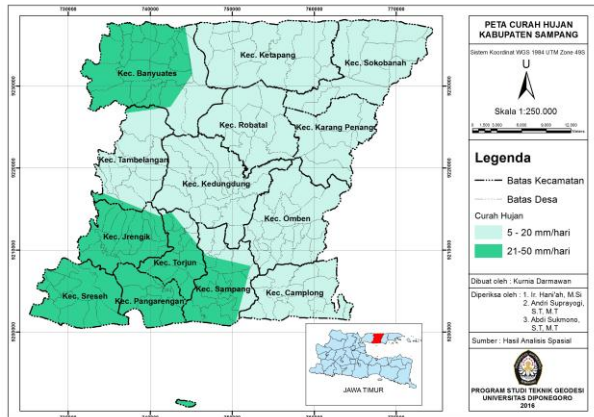 PETA CURAH HUJAN
KABUPATEN SAMPANG
Sistem Koordinat WGS 1984 UTM Zone 49S
U
Skala 1:250.000
Legenda
Batas Kecamatan
Batas Desa
Curah Hujan
5 - 20 mm/hari
21-50 mm/hari
Dibuat oleh : Kurnia Darmawan
Diperiksa oleh : 1. Ir. Hani'ah, M.Si
2. Andri Suprayogi,
S.T, M.T
3. Abdi Sukmono,
S.T, M.T
Sumber : Hasil Analisis Spasial
PROGRAM STUDI TEKNIK GEODESI
UNIVERSITAS DIPONEGORO
2016
Kec. Banyuates
Kec. Ketapang
Kec. Sokobanah
Kec. Robatal
Kec. Karang Penang
Kec. Tambelangan
Kec. Kedungdung
Kec. Omben
Kec. Jrengik
Kec. Torjun
Kec. Sreseh
Kec. Pangarengan
Kec. Sampang
Kec. Camplong
JAWA TIMUR